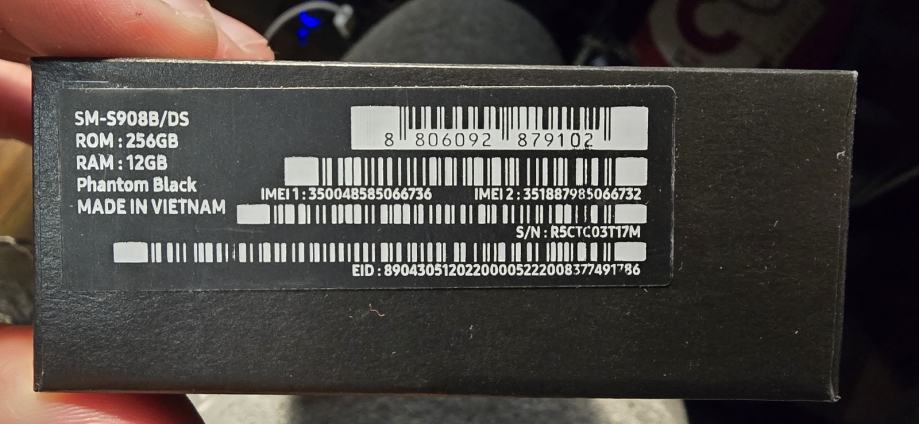 SM-S908B/DS
ROM : 256GB
RAM : 12GB
Phantom Black
MADE IN VIETNAM
8 806092 879102
IMEI 1 : 350048585066736 IMEI 2 : 351887985066732
S/N : R5CTC03T17M
EID : 89043051202200005222008377491786